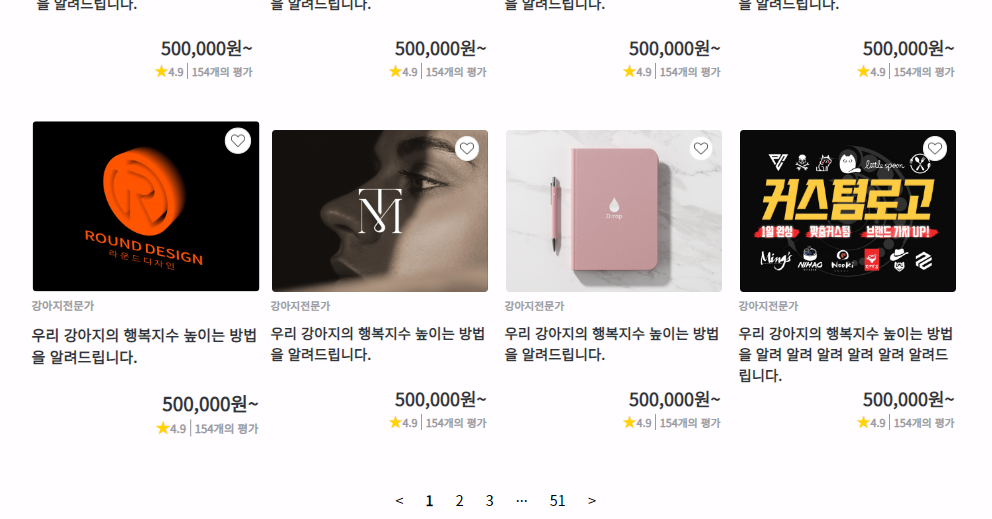 을 알려드립니다.
을 알려드립니다.
을 알려드립니다.
을 알려드립니다.
500,000원~
★4.9 | 154개의 평가
500,000원~
★4.9 | 154개의 평가
500,000원~
★4.9 | 154개의 평가
500,000원~
★4.9 | 154개의 평가
ROUND DESIGN
라운드디자인
TM
little spoon
커스텀로고
1일 완성 맞춤커스텀 브랜드 가치 UP!
Ming's NIHAO Nooki
강아지전문가
우리 강아지의 행복지수 높이는 방법
을 알려드립니다.
500,000원~
★4.9 | 154개의 평가
강아지전문가
우리 강아지의 행복지수 높이는 방법
을 알려드립니다.
500,000원~
★4.9 | 154개의 평가
강아지전문가
우리 강아지의 행복지수 높이는 방법
을 알려드립니다.
500,000원~
★4.9 | 154개의 평가
강아지전문가
우리 강아지의 행복지수 높이는 방법
을 알려 알려 알려 알려 알려 알려드
립니다.
500,000원~
★4.9 | 154개의 평가
< 1 2 3 ··· 51 >